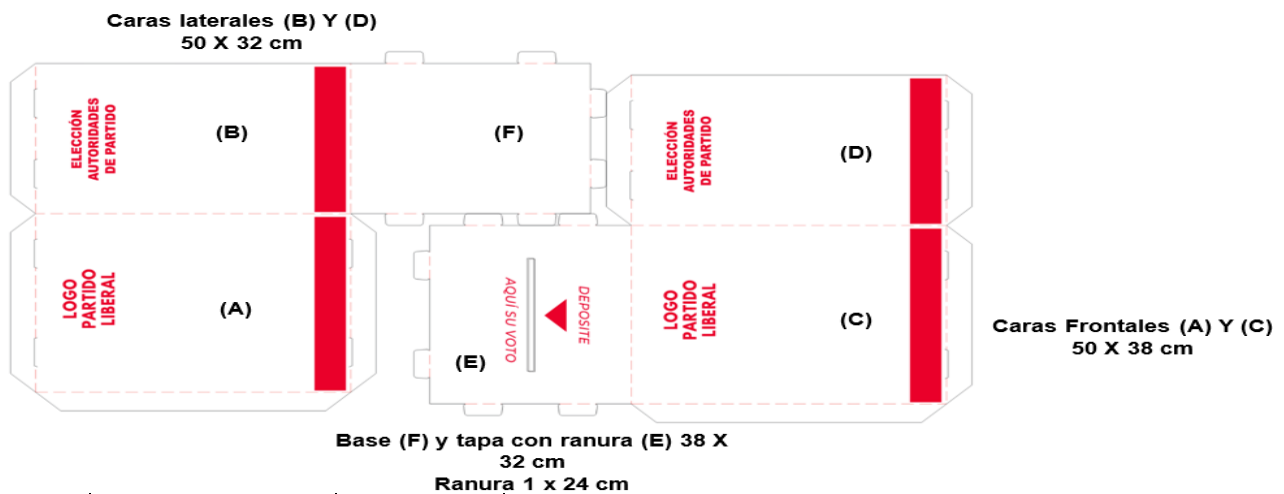 Caras laterales (B) Y (D)
50 X 32 cm
ELECCIÓN
AUTORIDADES
DE PARTIDO
(B)
(F)
ELECCIÓN
AUTORIDADES
DE PARTIDO
(D)
LOGO
PARTIDO
LIBERAL
(A)
AQUÍ SU VOTO
DEPOSITE
(E)
LOGO
PARTIDO
LIBERAL
(C)
Caras Frontales (A) Y (C)
50 X 38 cm
Base (F) y tapa con ranura (E) 38 X
32 cm
Ranura 1 x 24 cm